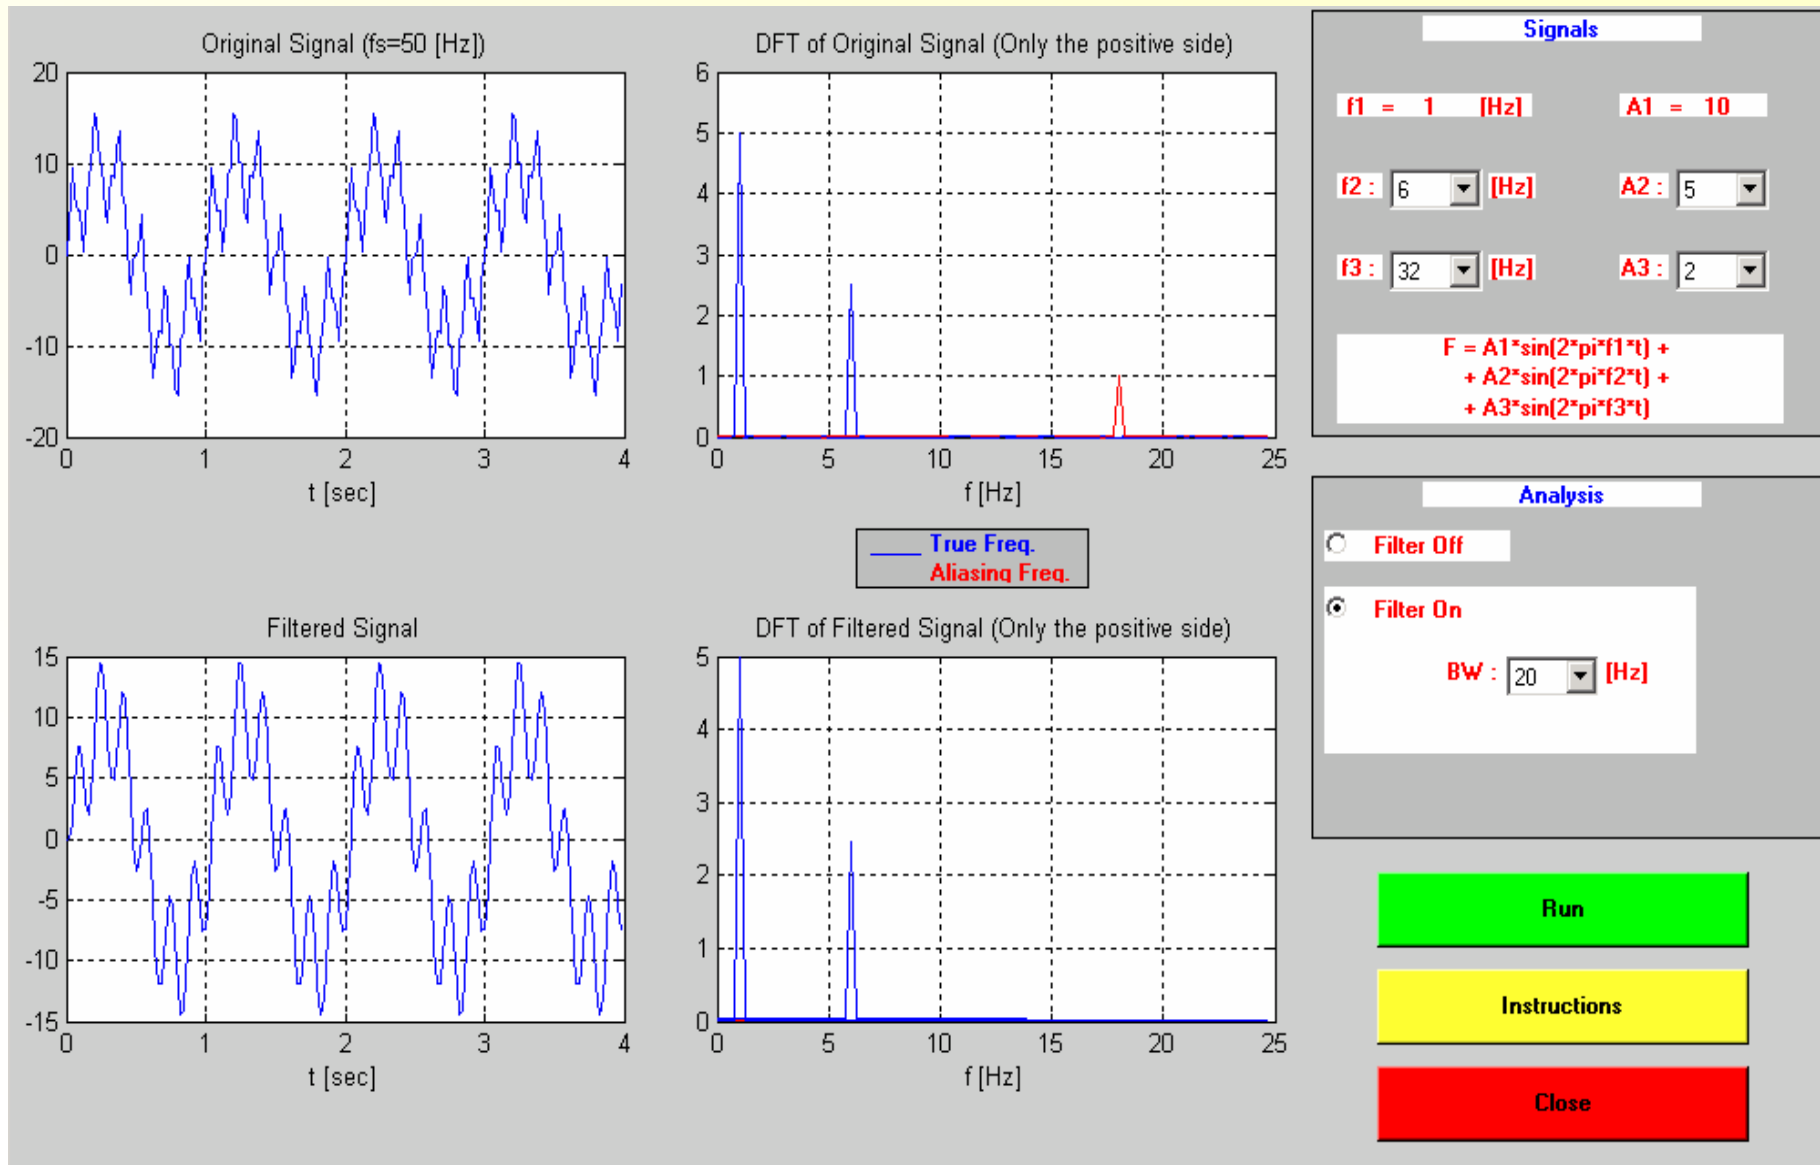 Original Signal (fs=50 [Hz])
20
10
0
-10
-20
0 1 2 3 4
t [sec]
DFT of Original Signal (Only the positive side)
6
5
4
3
2
1
0
0 5 10 15 20 25
f [Hz]
Signals
f1 = 1 [Hz] A1 = 10
f2 : 6 [Hz] A2 : 5
f3 : 32 [Hz] A3 : 2
F = A1*sin(2*pi*f1*t) +
+ A2*sin(2*pi*f2*t) +
+ A3*sin(2*pi*f3*t)
True Freq.
Aliasing Freq.
Analysis
Filter Off
Filter On
BW : 20 [Hz]
Filtered Signal
15
10
5
0
-5
-10
-15
0 1 2 3 4
t [sec]
DFT of Filtered Signal (Only the positive side)
5
4
3
2
1
0
0 5 10 15 20 25
f [Hz]
Run
Instructions
Close